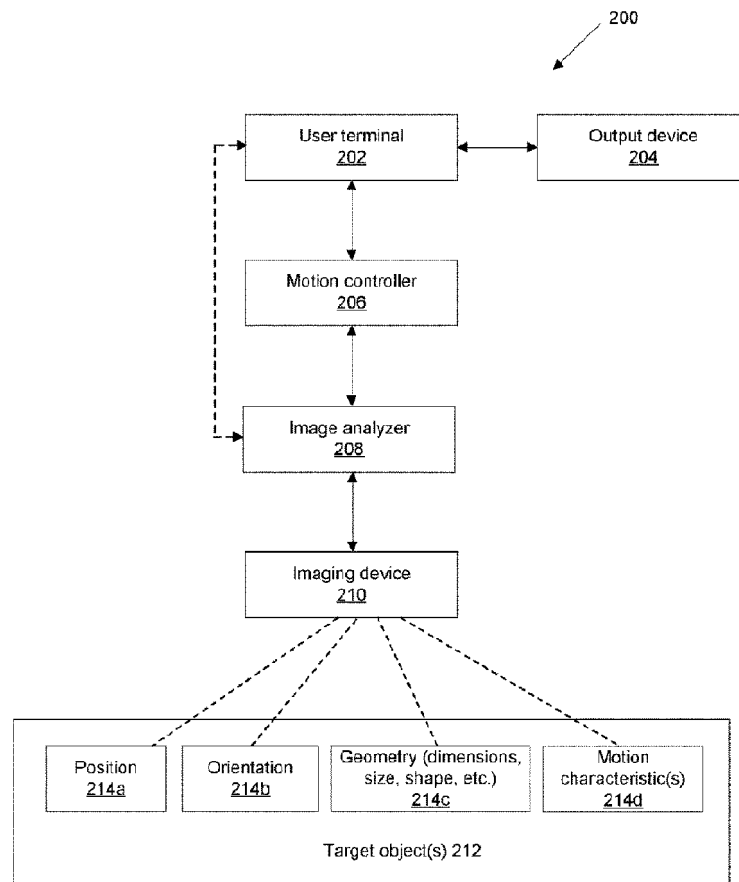 200
User terminal
202
Output device
204
Motion controller
206
Image analyzer
208
Imaging device
210
Position
214a
Orientation
214b
Geometry (dimensions,
size, shape, etc.)
214c
Motion
characteristic(s)
214d
Target object(s) 212